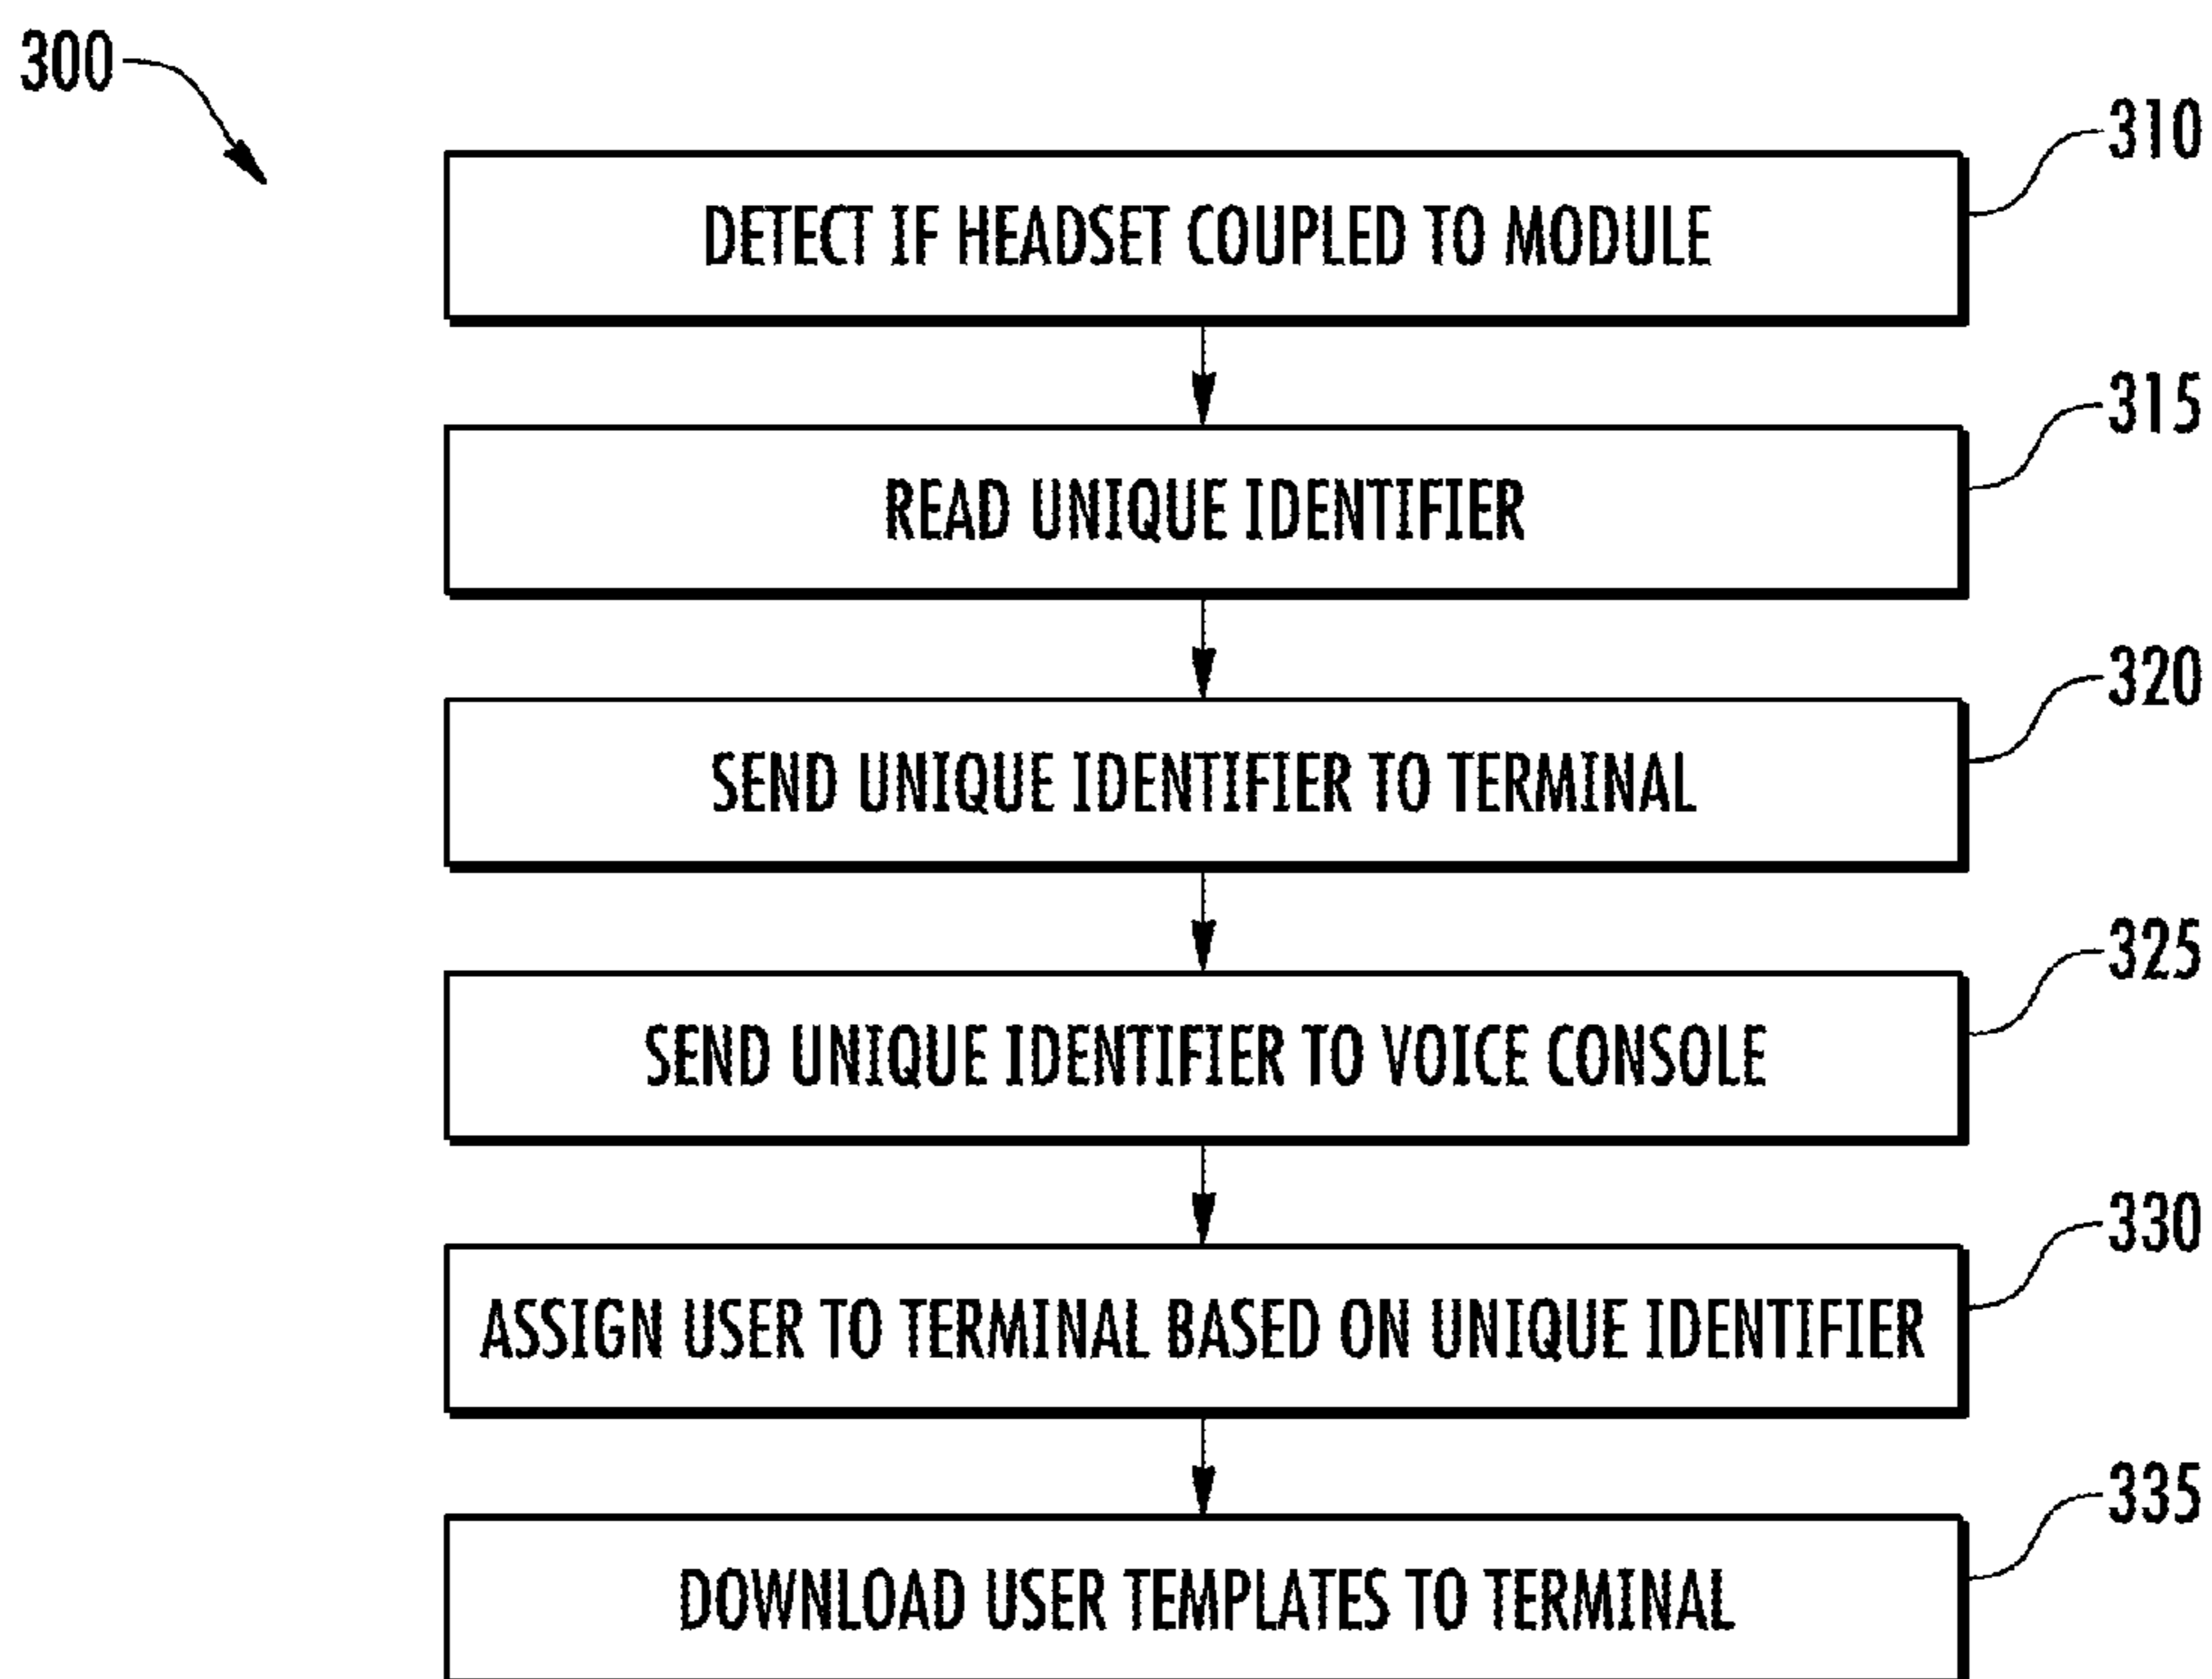 300
310
DETECT IF HEADSET COUPLED TO MODULE
315
READ UNIQUE IDENTIFIER
320
SEND UNIQUE IDENTIFIER TO TERMINAL
325
SEND UNIQUE IDENTIFIER TO VOICE CONSOLE
330
ASSIGN USER TO TERMINAL BASED ON UNIQUE IDENTIFIER
335
DOWNLOAD USER TEMPLATES TO TERMINAL